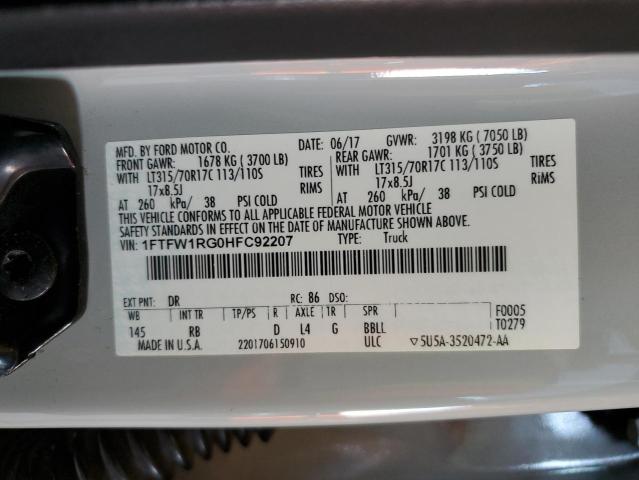 MFD. BY FORD MOTOR CO. DATE: 06/17 GVWR: 3198 KG ( 7050 LB)
FRONT GAWR: 1678 KG ( 3700 LB) REAR GAWR: 1701 KG ( 3750 LB)
WITH LT315/70R17C 113/110S TIRES WITH LT315/70R17C 113/110S TIRES
17x8.5J RIMS 17x8.5J RiMS
AT 260 kPa/ 38 PSI COLD AT 260 kPa/ 38 PSI COLD
THIS VEHICLE CONFORMS TO ALL APPLICABLE FEDERAL MOTOR VEHICLE
SAFETY STANDARDS IN EFFECT ON THE DATE OF MANUFACTURE SHOWN ABOVE.
VIN: 1FTFW1RG0HFC92207 TYPE: Truck
EXT PNT: DR RC: 86 DSO: F0005
WB INT TR TP/PS R AXLE TR SPR T0279
145 RB D L4 G BBLL
MADE IN U.S.A. 2201706150910 ULC ▽5U5A-3520472-AA